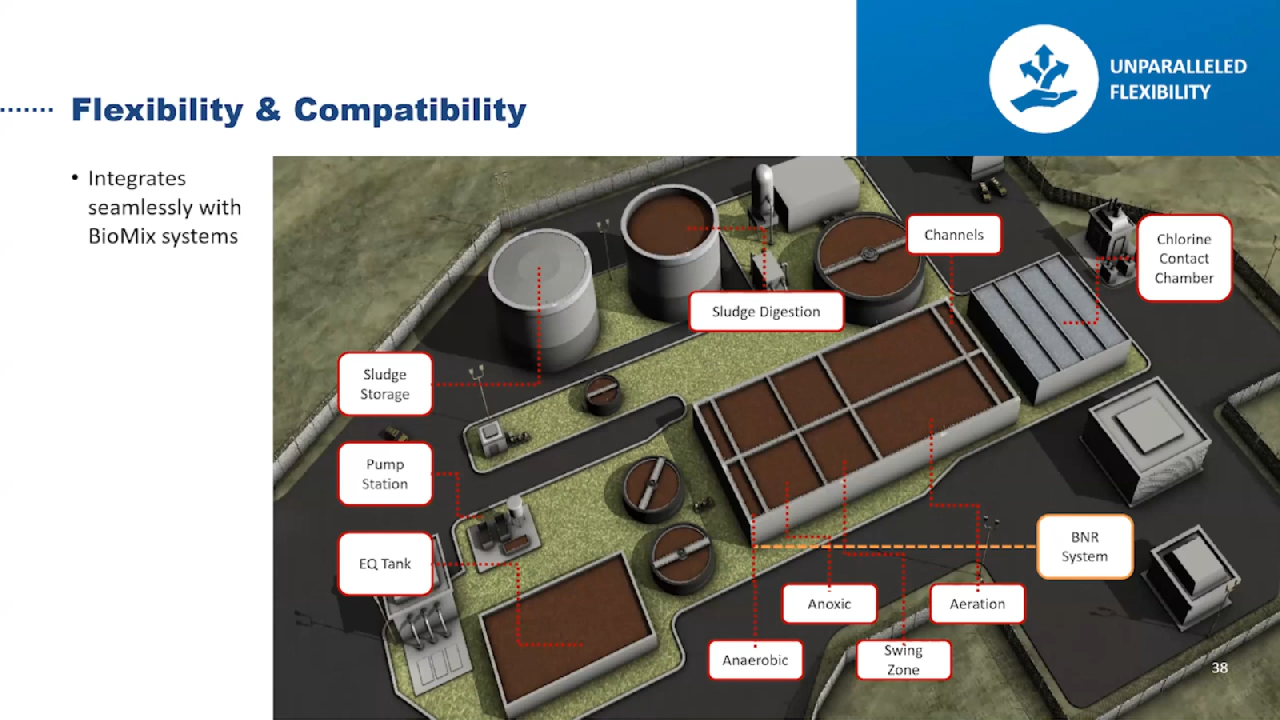 UNPARALLELED
FLEXIBILITY
Flexibility & Compatibility
• Integrates
seamlessly with
BioMix systems
Channels
Chlorine
Contact
Chamber
Sludge Digestion
Sludge
Storage
Pump
Station
EQ Tank
BNR
System
Anoxic
Aeration
Anaerobic
Swing
Zone
38